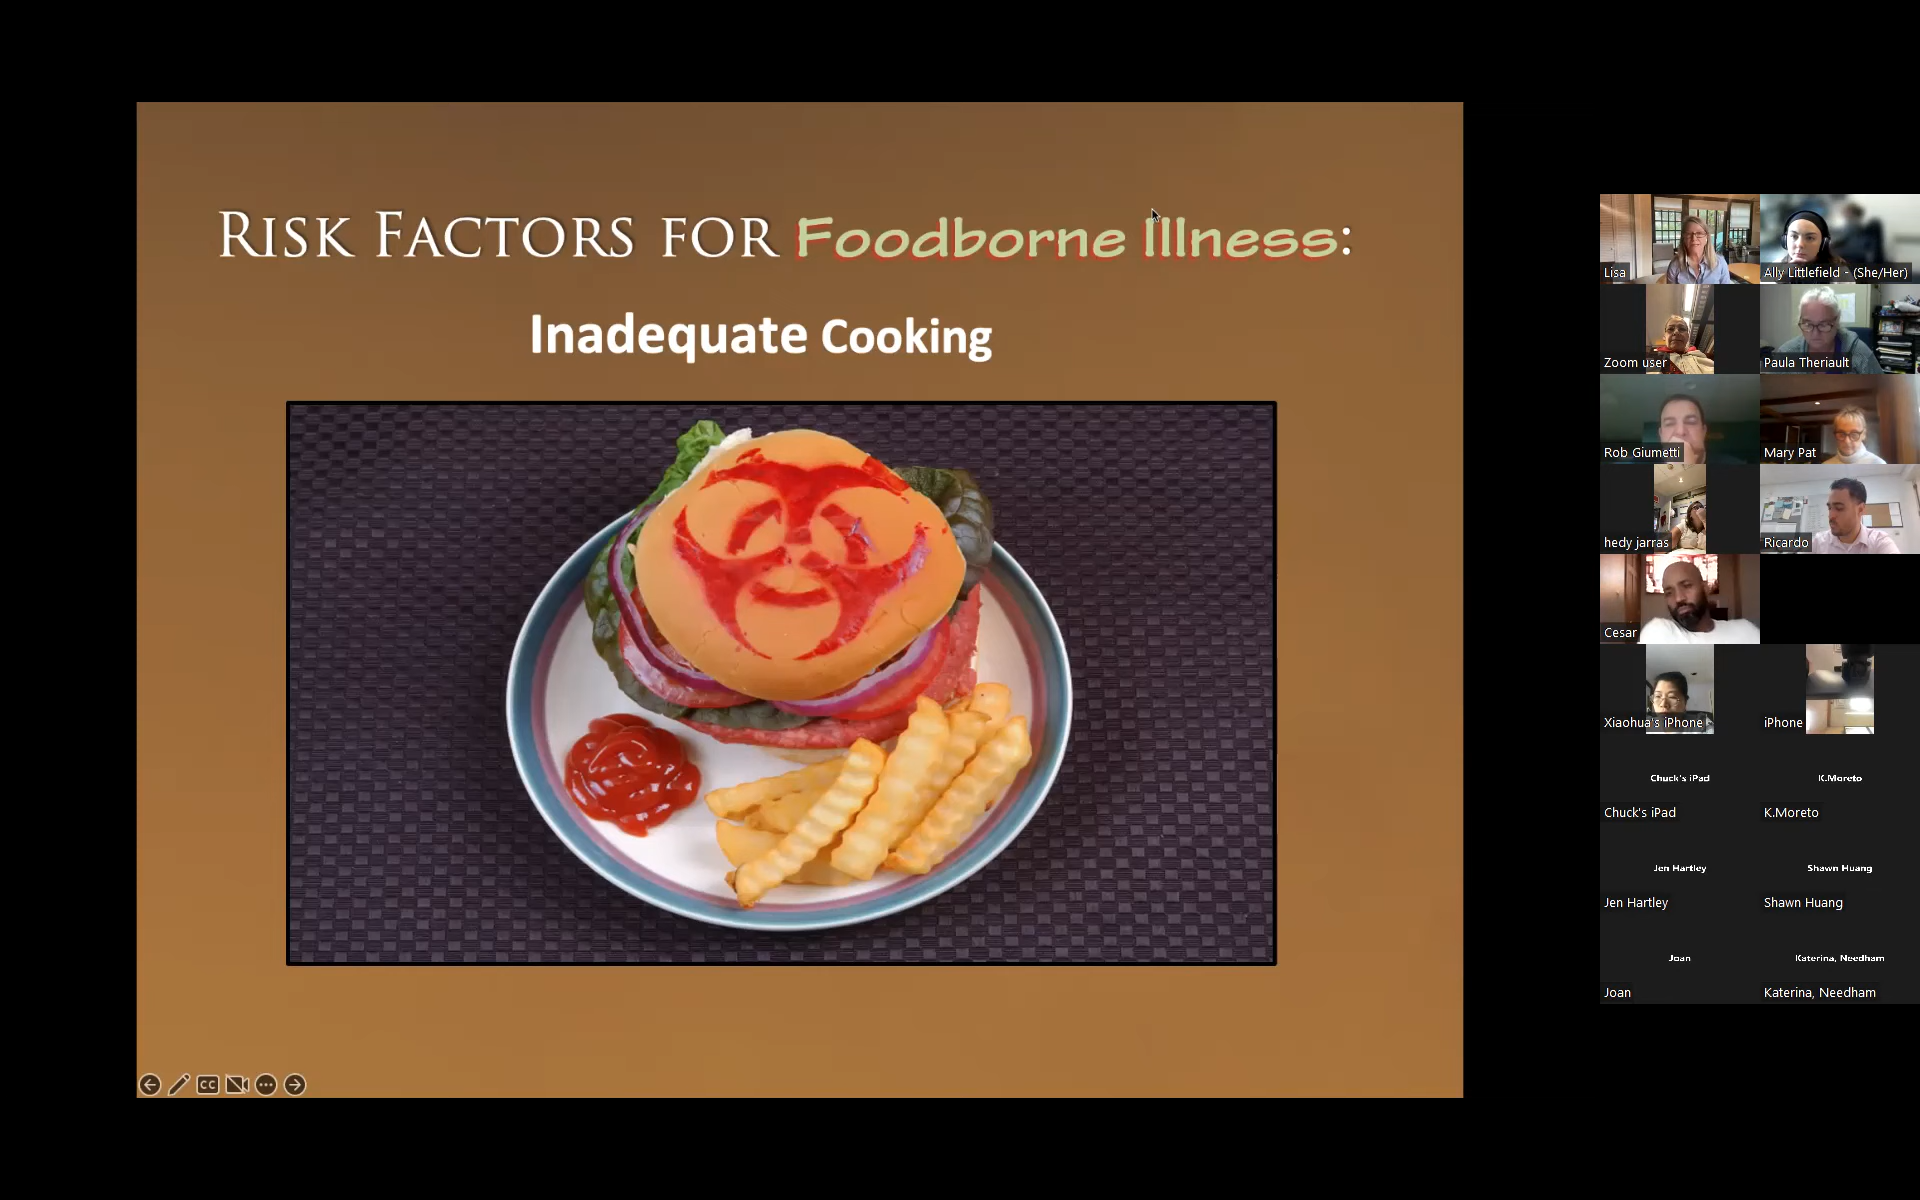 RISK FACTORS FOR Foodborne Illness:
Inadequate Cooking
CC
Lisa
Ally Littlefield - (She/Her)
Zoom user
Paula Theriault
Rob Giumetti
Mary Pat
hedy jarras
Ricardo
Cesar
Xiaohua's iPhone
iPhone
Chuck's iPad
K.Moreto
Chuck's iPad
K.Moreto
Jen Hartley
Shawn Huang
Jen Hartley
Shawn Huang
Joan
Katerina, Needham
Joan
Katerina, Needham